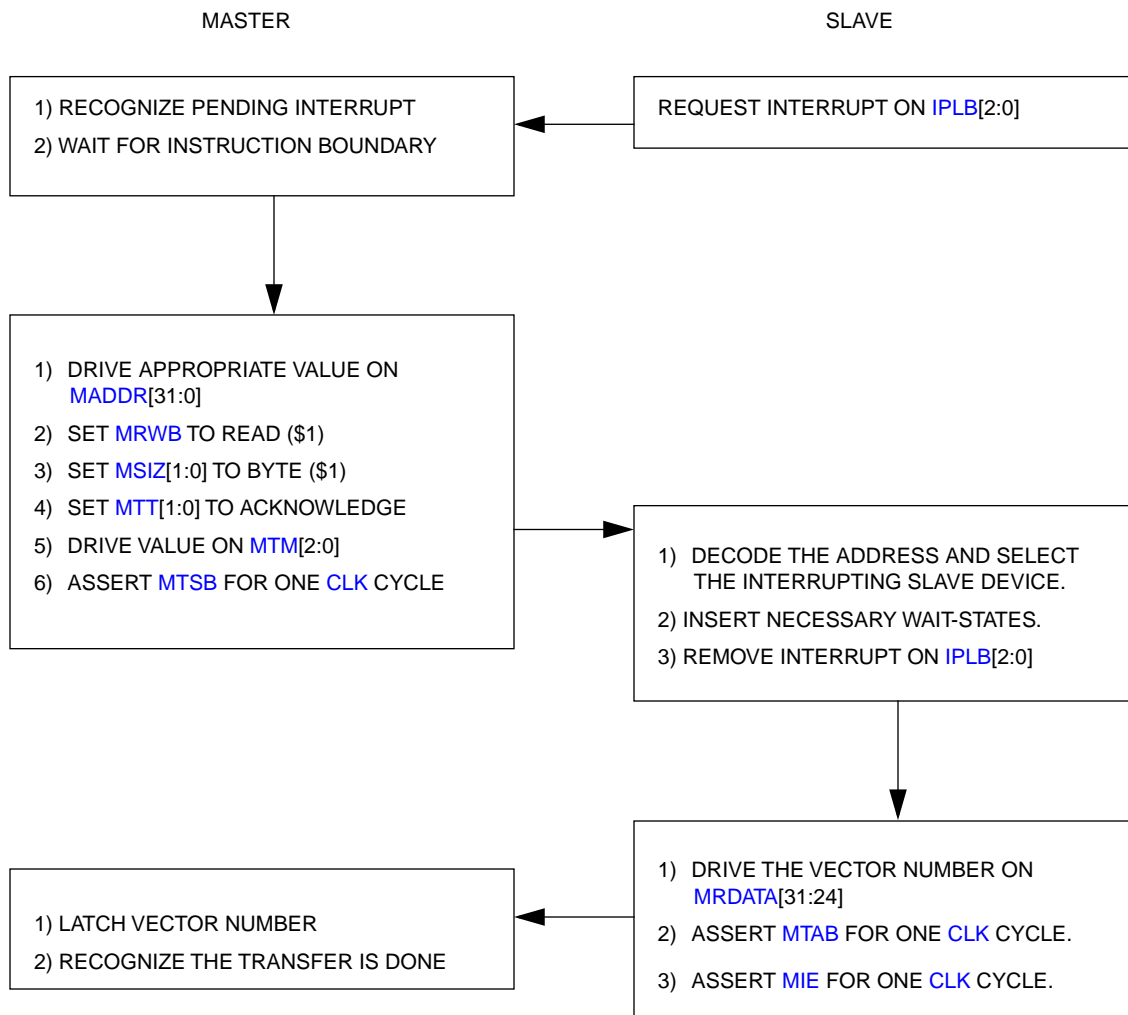 MASTER
SLAVE
REQUEST INTERRUPT ON IPLB[2:0]
1) RECOGNIZE PENDING INTERRUPT
2) WAIT FOR INSTRUCTION BOUNDARY
1) DRIVE APPROPRIATE VALUE ON
MADDR[31:0]
2) SET MRWB TO READ ($1)
3) SET MSIZ[1:0] TO BYTE ($1)
4) SET MTT[1:0] TO ACKNOWLEDGE
5) DRIVE VALUE ON MTM[2:0]
6) ASSERT MTSB FOR ONE CLK CYCLE
1) DECODE THE ADDRESS AND SELECT
THE INTERRUPTING SLAVE DEVICE.
2) INSERT NECESSARY WAIT-STATES.
3) REMOVE INTERRUPT ON IPLB[2:0]
1) DRIVE THE VECTOR NUMBER ON
MRDATA[31:24]
2) ASSERT MTAB FOR ONE CLK CYCLE.
3) ASSERT MIE FOR ONE CLK CYCLE.
1) LATCH VECTOR NUMBER
2) RECOGNIZE THE TRANSFER IS DONE